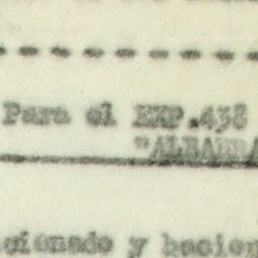 Para el EXP.438
"ALHAMBRA
cionado y hacien